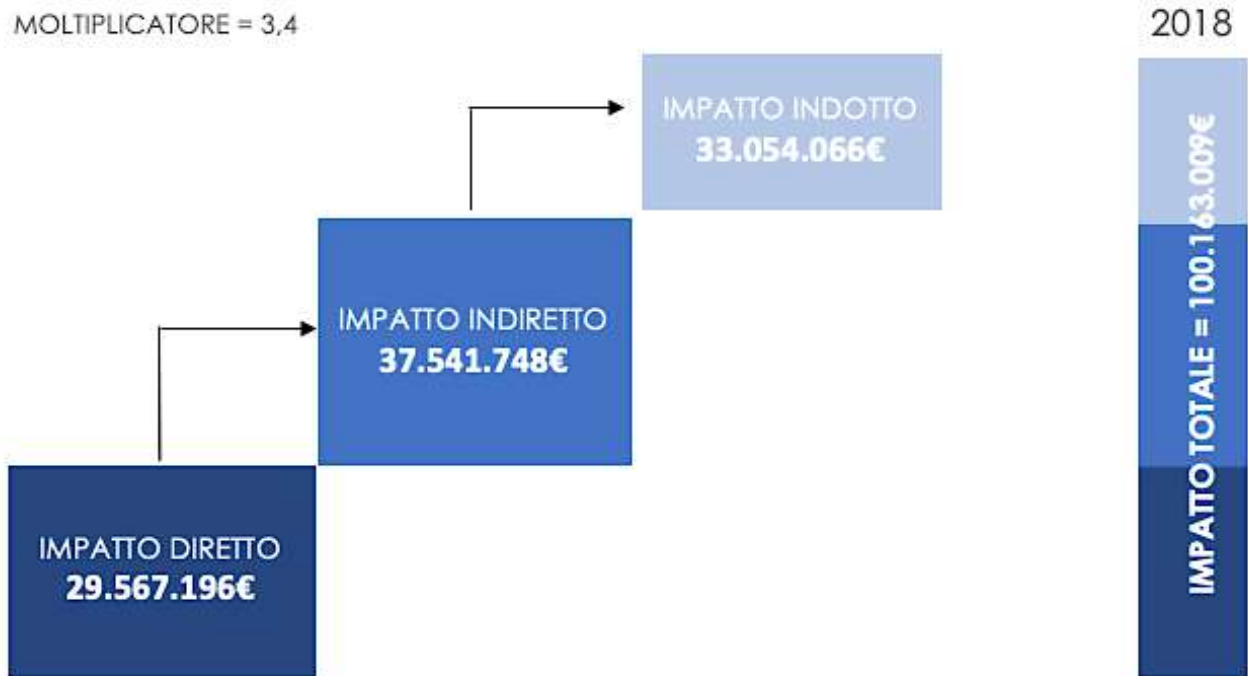 MOLTIPLICATORE = 3,4
2018
IMPATTO INDOTTO
33.054.066€
IMPATTO INDIRETTO
37.541.748€
IMPATTO DIRETTO
29.567.196€
IMPATTO TOTALE = 100.163.009€